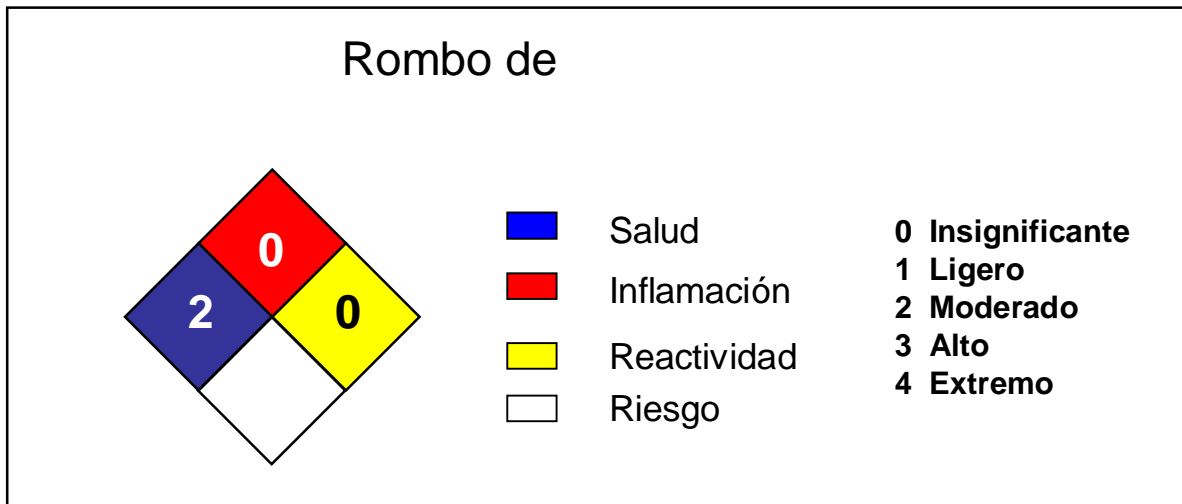 Rombo de
0
2
0
Salud
Inflamación
Reactividad
Riesgo
0 Insignificante
1 Ligero
2 Moderado
3 Alto
4 Extremo